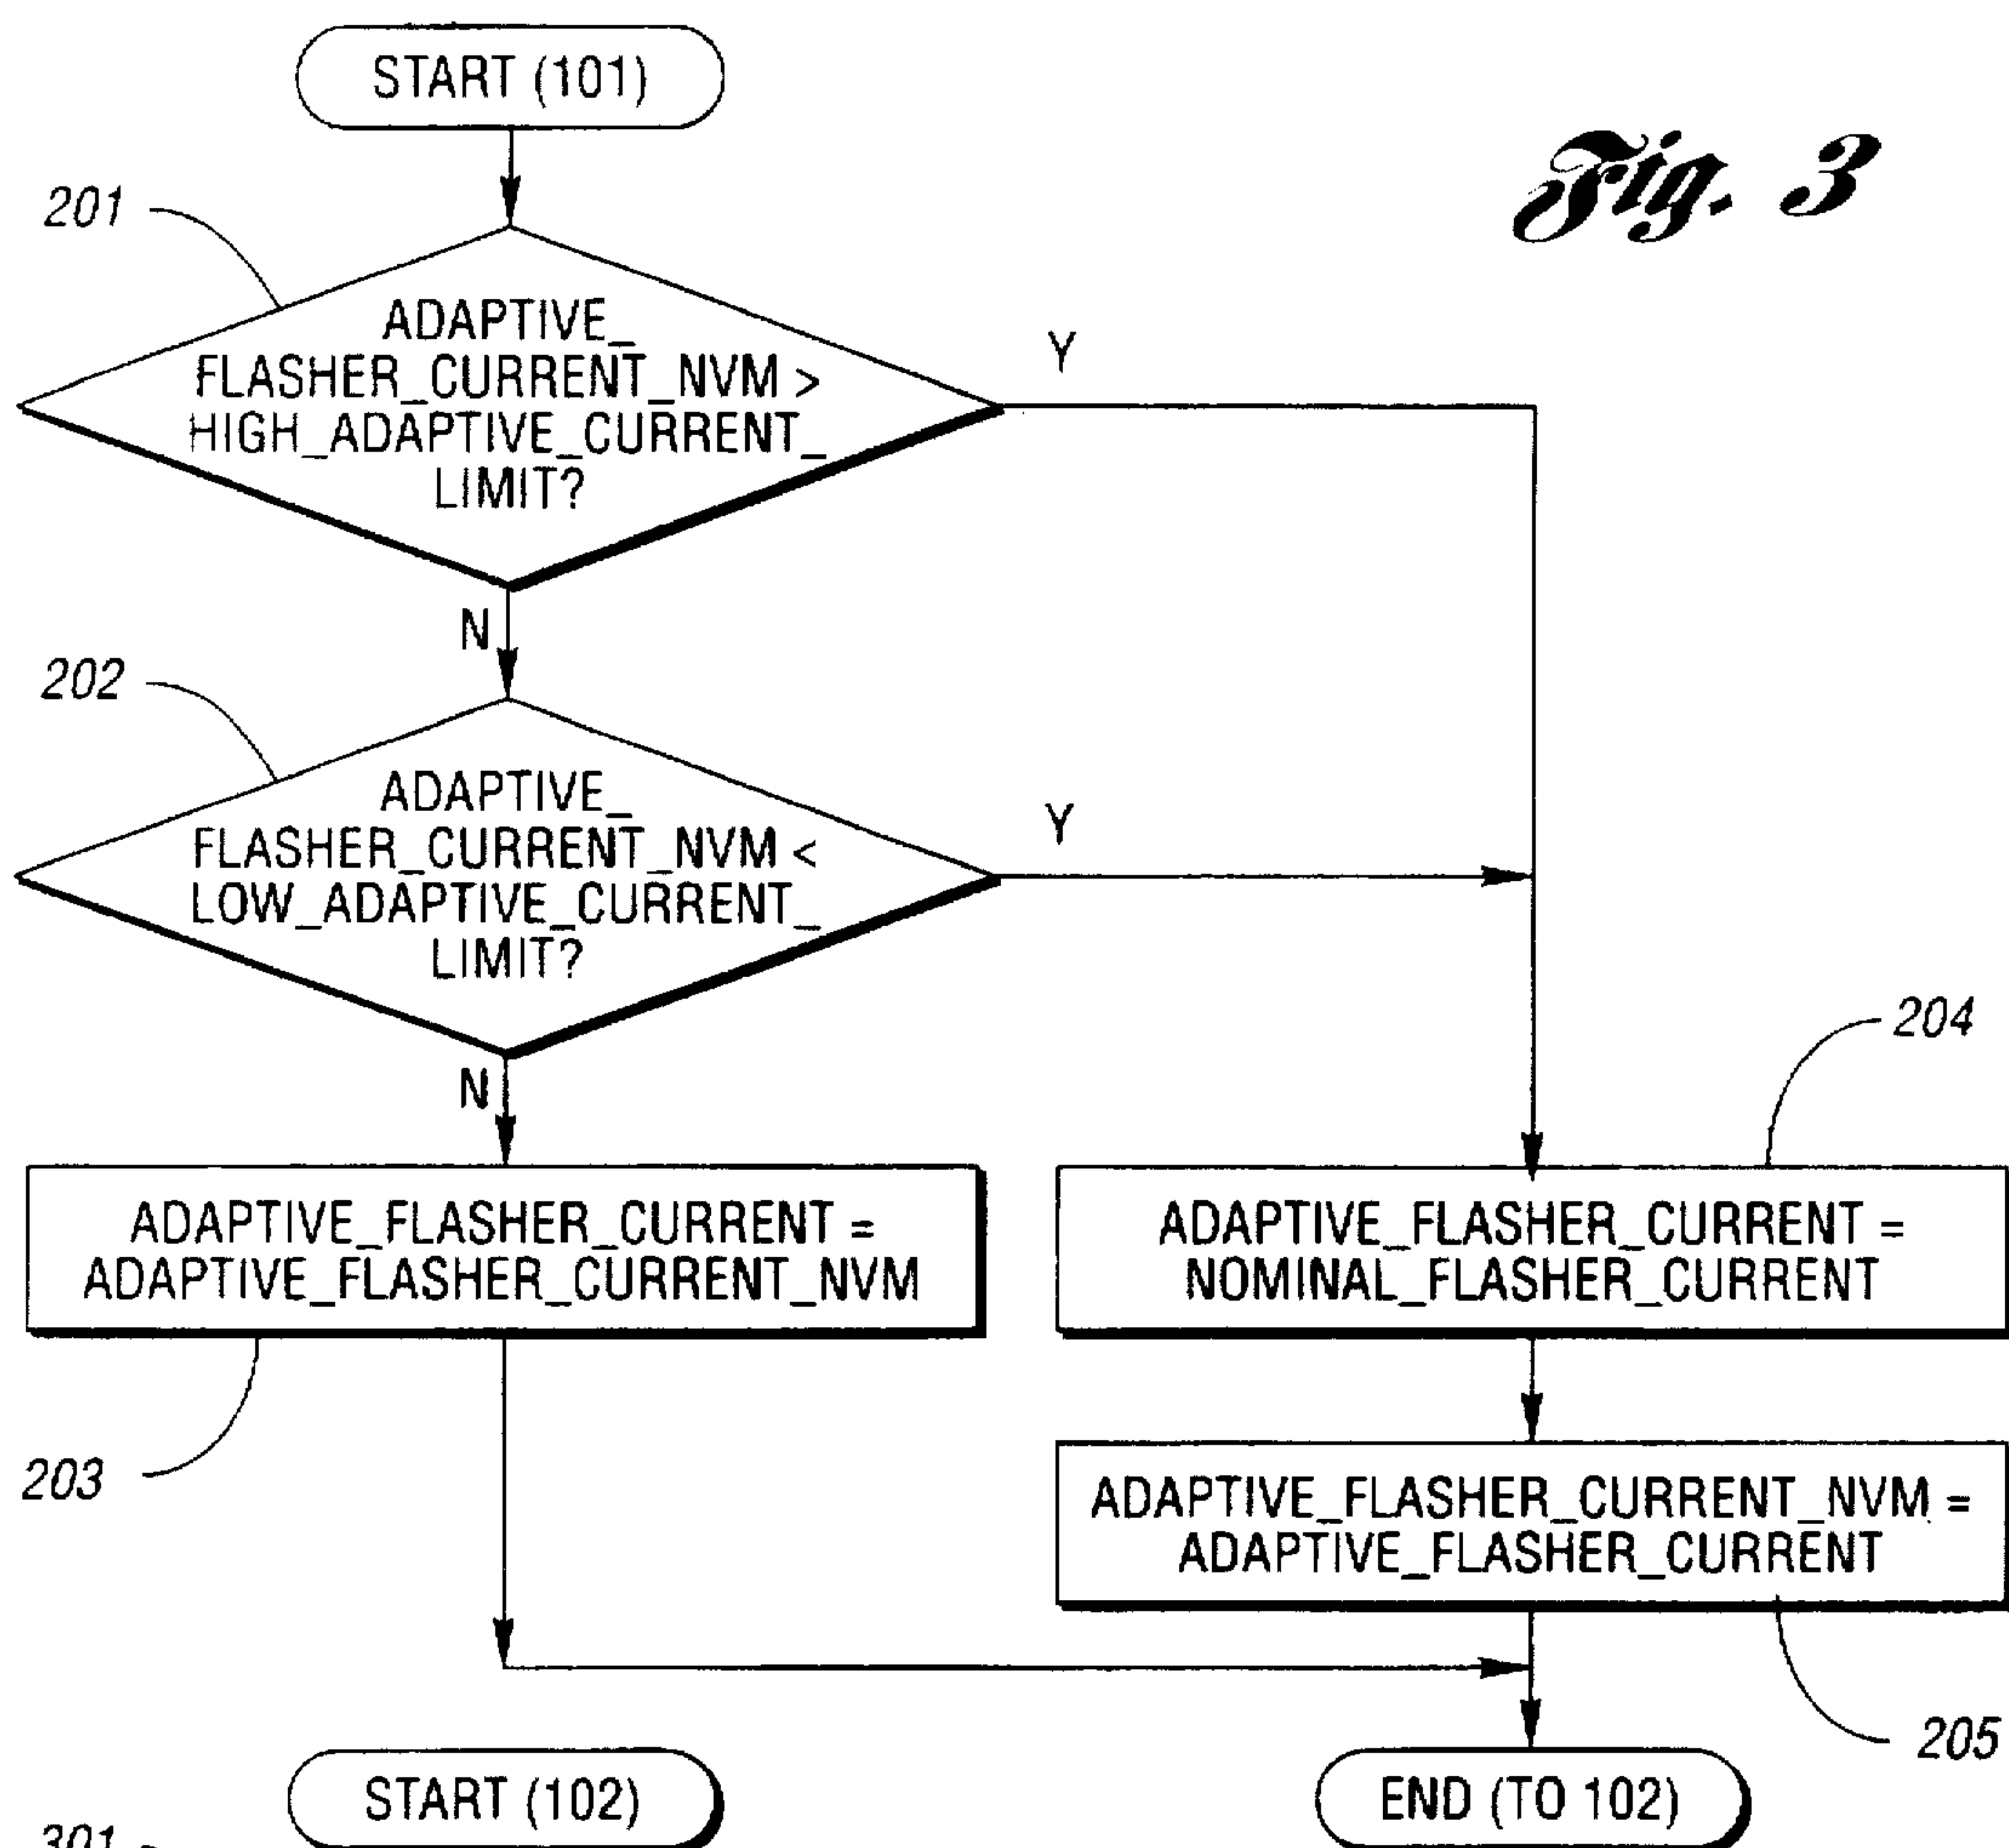 START (101)
Fig. 3
201
ADAPTIVE_
FLASHER_CURRENT_NVM >
HIGH_ADAPTIVE_CURRENT_
LIMIT?
Y
N
202
ADAPTIVE_
FLASHER_CURRENT_NVM <
LOW_ADAPTIVE_CURRENT_
LIMIT?
Y
N
204
ADAPTIVE_FLASHER_CURRENT =
ADAPTIVE_FLASHER_CURRENT_NVM
203
ADAPTIVE_FLASHER_CURRENT =
NOMINAL_FLASHER_CURRENT
ADAPTIVE_FLASHER_CURRENT_NVM =
ADAPTIVE_FLASHER_CURRENT
205
START (102)
END (TO 102)
301